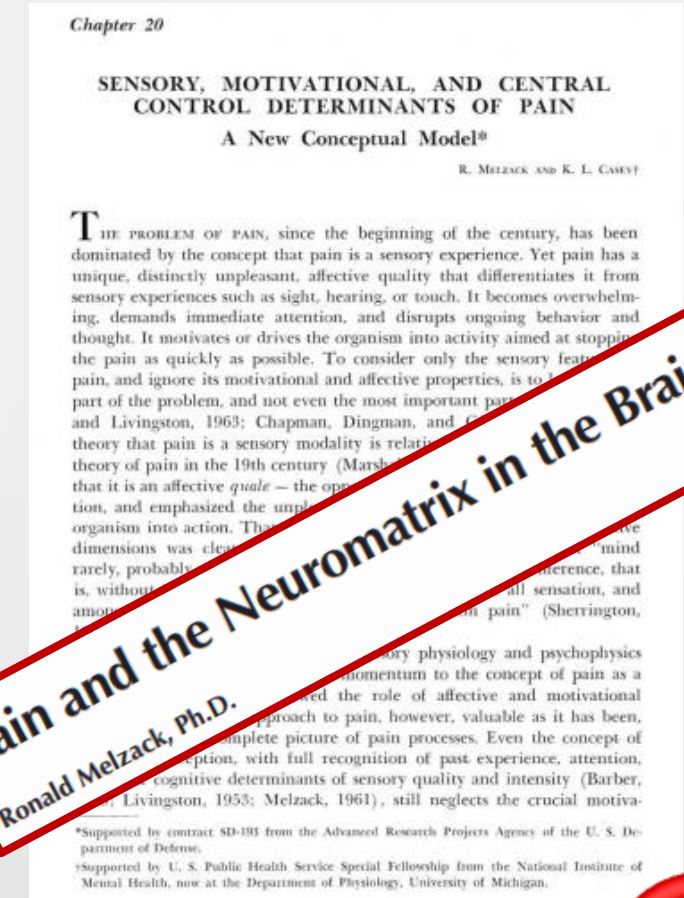 Chapter 20
SENSORY, MOTIVATIONAL, AND CENTRAL
CONTROL DETERMINANTS OF PAIN
A New Conceptual Model*
R. MELZACK AND K. L. CASEY†
THE PROBLEM OF PAIN, since the beginning of the century, has been
dominated by the concept that pain is a sensory experience. Yet pain has a
unique, distinctly unpleasant, affective quality that differentiates it from
sensory experiences such as sight, hearing, or touch. It becomes overwhelm-
ing, demands immediate attention, and disrupts ongoing behavior and
thought. It motivates or drives the organism into activity aimed at stopping
the pain as quickly as possible. To consider only the sensory
pain, and ignore its motivational and affective properties, is to
part of the problem, and not even the most important
and Livingston, 1963; Chapman, Dingman, and
theory that pain is a sensory modality is
theory of pain in the 19th century
that it is an affective quale — the
tion, and emphasized the
organism into action.
dimensions was "mind
rarely, probably that
is, without all sensation, and
pain" (Sherrington,
ain and the Neuromatrix in the Brai
Ronald Melzack, Ph.D.
physiology and psychophysics
momentum to the concept of pain as a
the role of affective and motivational
approach to pain, however, valuable as it has been,
picture of pain processes. Even the concept of
with full recognition of past experience, attention,
cognitive determinants of sensory quality and intensity (Barber,
Livingston, 1953; Melzack, 1961), still neglects the crucial motiva-
*Supported by contract SD-193 from the Advanced Research Projects Agency of the U. S. De-
partment of Defense.
†Supported by U. S. Public Health Service Special Fellowship from the National Institute of
Mental Health, now at the Department of Physiology, University of Michigan.